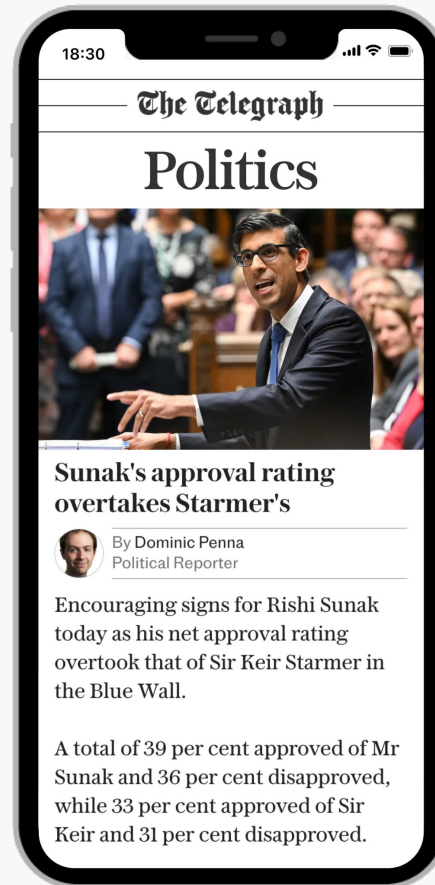 18:30
The Telegraph
Politics
Sunak's approval rating
overtakes Starmer's
By Dominic Penna
Political Reporter
Encouraging signs for Rishi Sunak
today as his net approval rating
overtook that of Sir Keir Starmer in
the Blue Wall.
A total of 39 per cent approved of Mr
Sunak and 36 per cent disapproved,
while 33 per cent approved of Sir
Keir and 31 per cent disapproved.